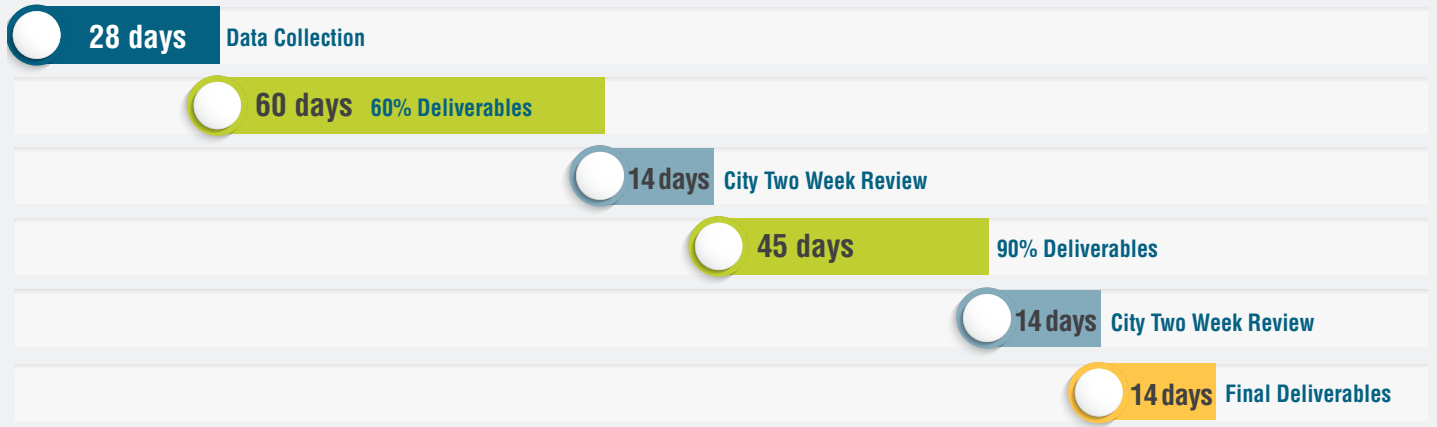 28 days Data Collection
60 days 60% Deliverables
14 days City Two Week Review
45 days 90% Deliverables
14 days City Two Week Review
14 days Final Deliverables